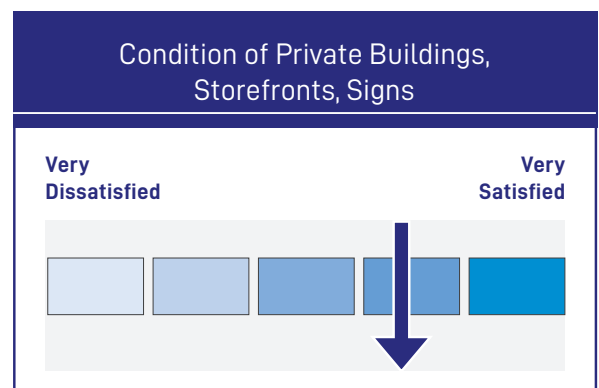 Condition of Private Buildings,
Storefronts, Signs
Very
Dissatisfied
Very
Satisfied